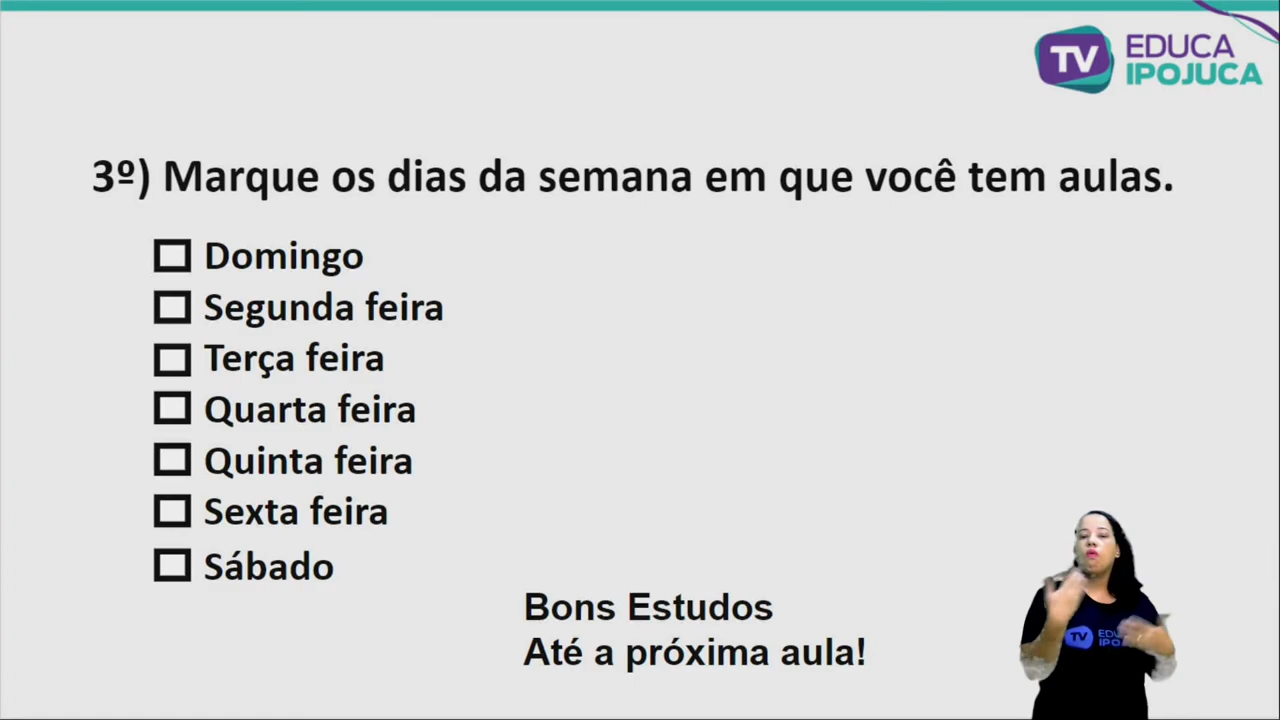 TV EDUCA
IPOJUCA
3º) Marque os dias da semana em que você tem aulas.
Domingo
Segunda feira
Terça feira
Quarta feira
Quinta feira
Sexta feira
Sábado
Bons Estudos
Até a próxima aula!
TV